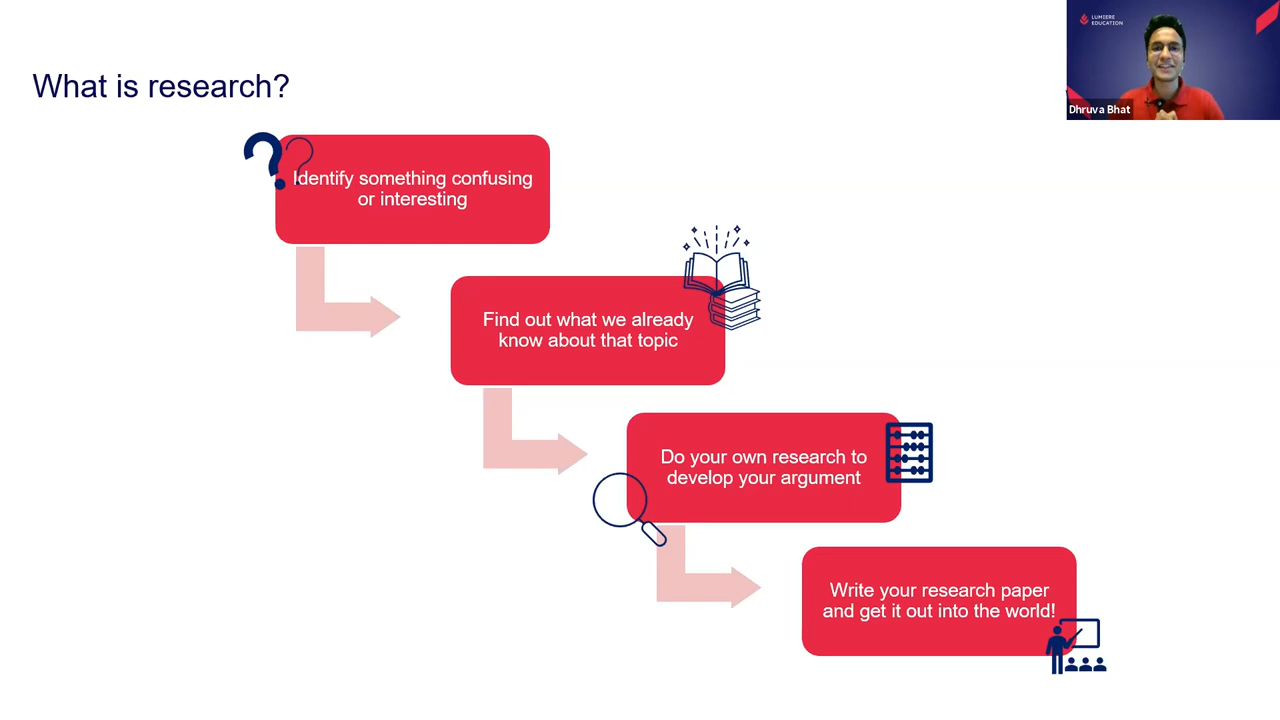 What is research?
LUMIERE
EDUCATION
Dhruva Bhat
Identify something confusing
or interesting
Find out what we already
know about that topic
Do your own research to
develop your argument
Write your research paper
and get it out into the world!